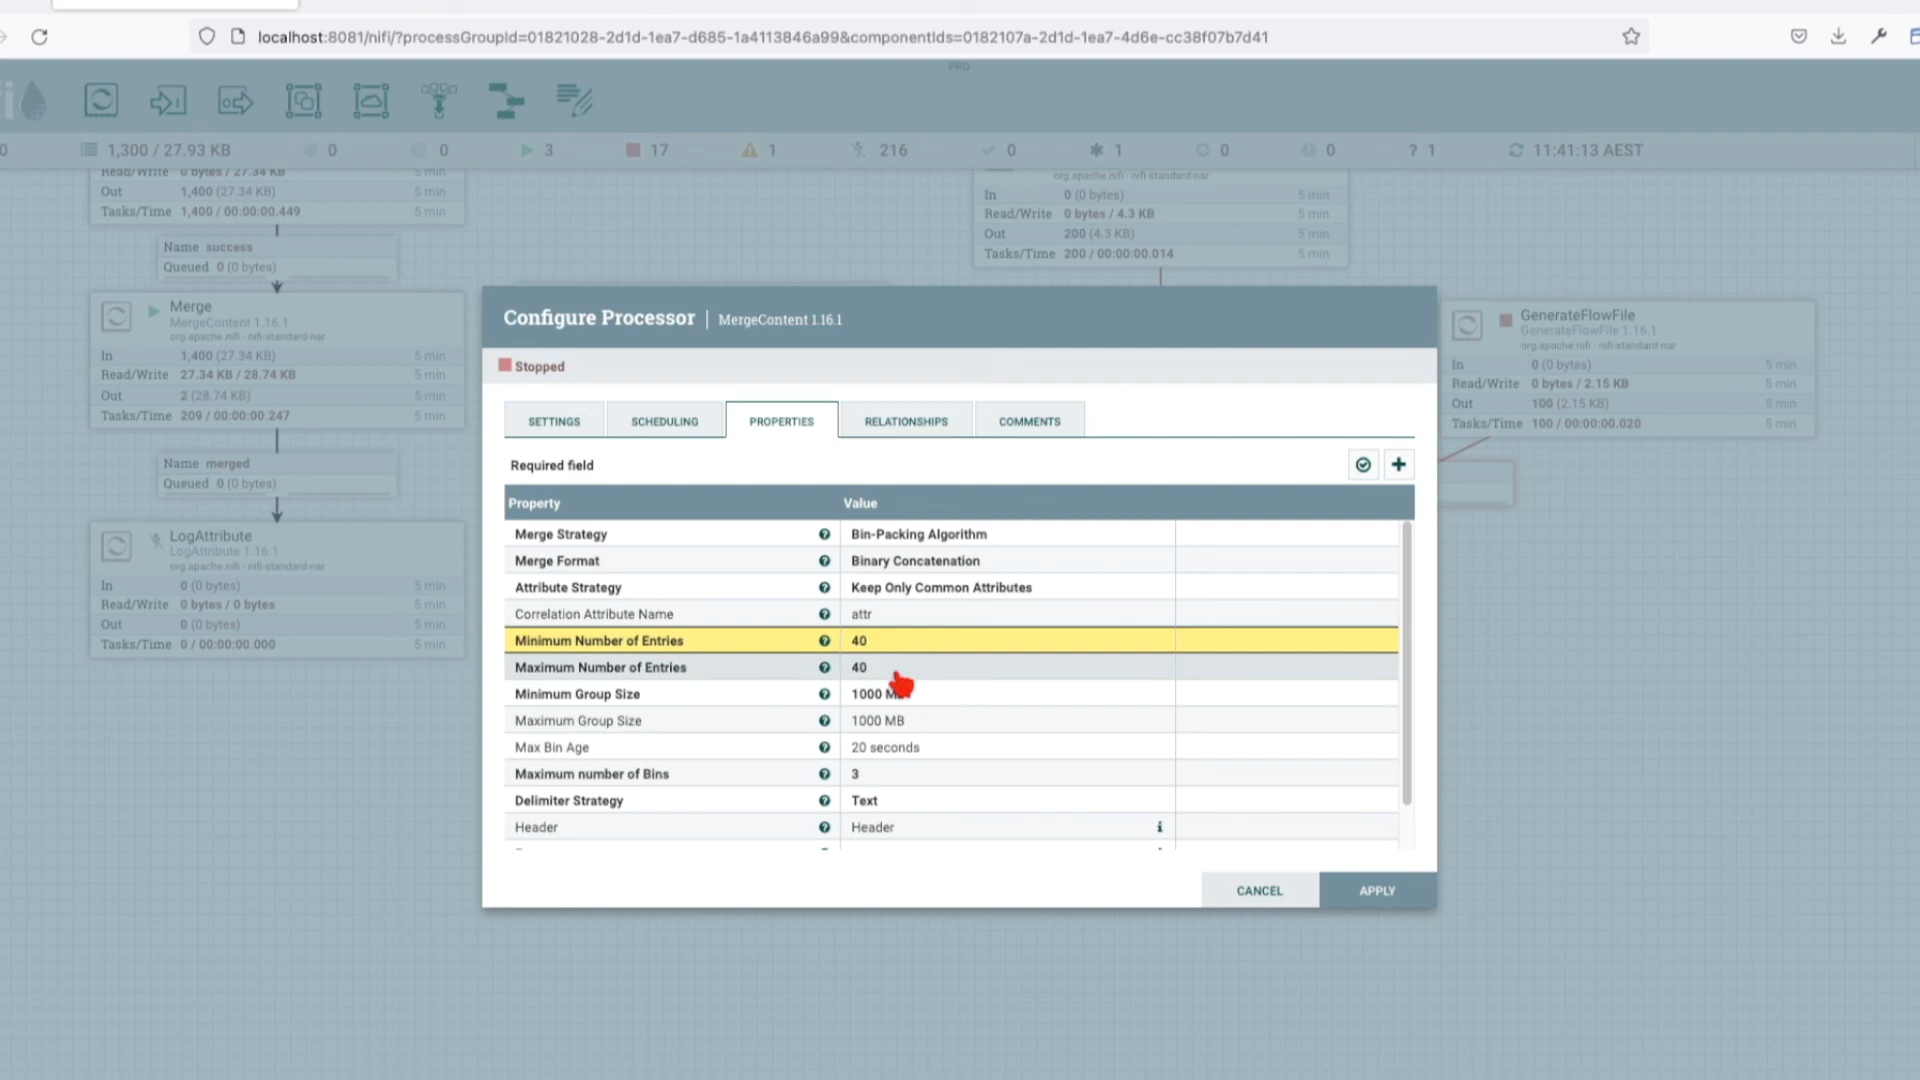 localhost:8081/nifi/?processGroupId=01821028-2d1d-1ea7-d685-1a4113846a99&componentIds=0182107a-2d1d-1ea7-4d6e-cc38f07b7d41
PRO
0 1,300 / 27.93 KB 0 0 3 17 1 216 0 1 0 0 ? 1 11:41:13 AEST
Read/Write 0 bytes / 27.34 KB 5 min
Out 1,400 (27.34 KB) 5 min
Tasks/Time 1,400 / 00:00:00.449 5 min
Name success
Queued 0 (0 bytes)
Merge
MergeContent 1.16.1
org.apache.nifi - nifi-standard-nar
In 1,400 (27.34 KB) 5 min
Read/Write 27.34 KB / 28.74 KB 5 min
Out 2 (28.74 KB) 5 min
Tasks/Time 209 / 00:00:00.247 5 min
Name merged
Queued 0 (0 bytes)
LogAttribute
LogAttribute 1.16.1
org.apache.nifi - nifi-standard-nar
In 0 (0 bytes) 5 min
Read/Write 0 bytes / 0 bytes 5 min
Out 0 (0 bytes) 5 min
Tasks/Time 0 / 00:00:00.000 5 min
org.apache.nifi - nifi-standard-nar
In 0 (0 bytes) 5 min
Read/Write 0 bytes / 4.3 KB 5 min
Out 200 (4.3 KB) 5 min
Tasks/Time 200 / 00:00:00.014 5 min
Configure Processor | MergeContent 1.16.1
Stopped
SETTINGS SCHEDULING PROPERTIES RELATIONSHIPS COMMENTS
Required field
Property Value
Merge Strategy Bin-Packing Algorithm
Merge Format Binary Concatenation
Attribute Strategy Keep Only Common Attributes
Correlation Attribute Name attr
Minimum Number of Entries 40
Maximum Number of Entries 40
Minimum Group Size 1000
Maximum Group Size 1000 MB
Max Bin Age 20 seconds
Maximum number of Bins 3
Delimiter Strategy Text
Header Header
CANCEL APPLY
GenerateFlowFile
GenerateFlowFile 1.16.1
org.apache.nifi - nifi-standard-nar
In 0 (0 bytes) 5 min
Read/Write 0 bytes / 2.15 KB 5 min
Out 100 (2.15 KB) 5 min
Tasks/Time 100 / 00:00:00.020 5 min